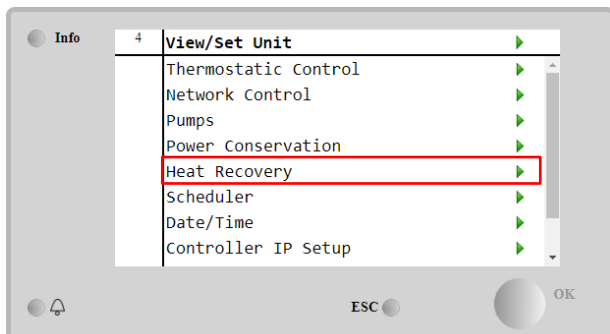 Info
4 View/Set Unit
Thermostatic Control
Network Control
Pumps
Power Conservation
Heat Recovery
Scheduler
Date/Time
Controller IP Setup
ESC
OK